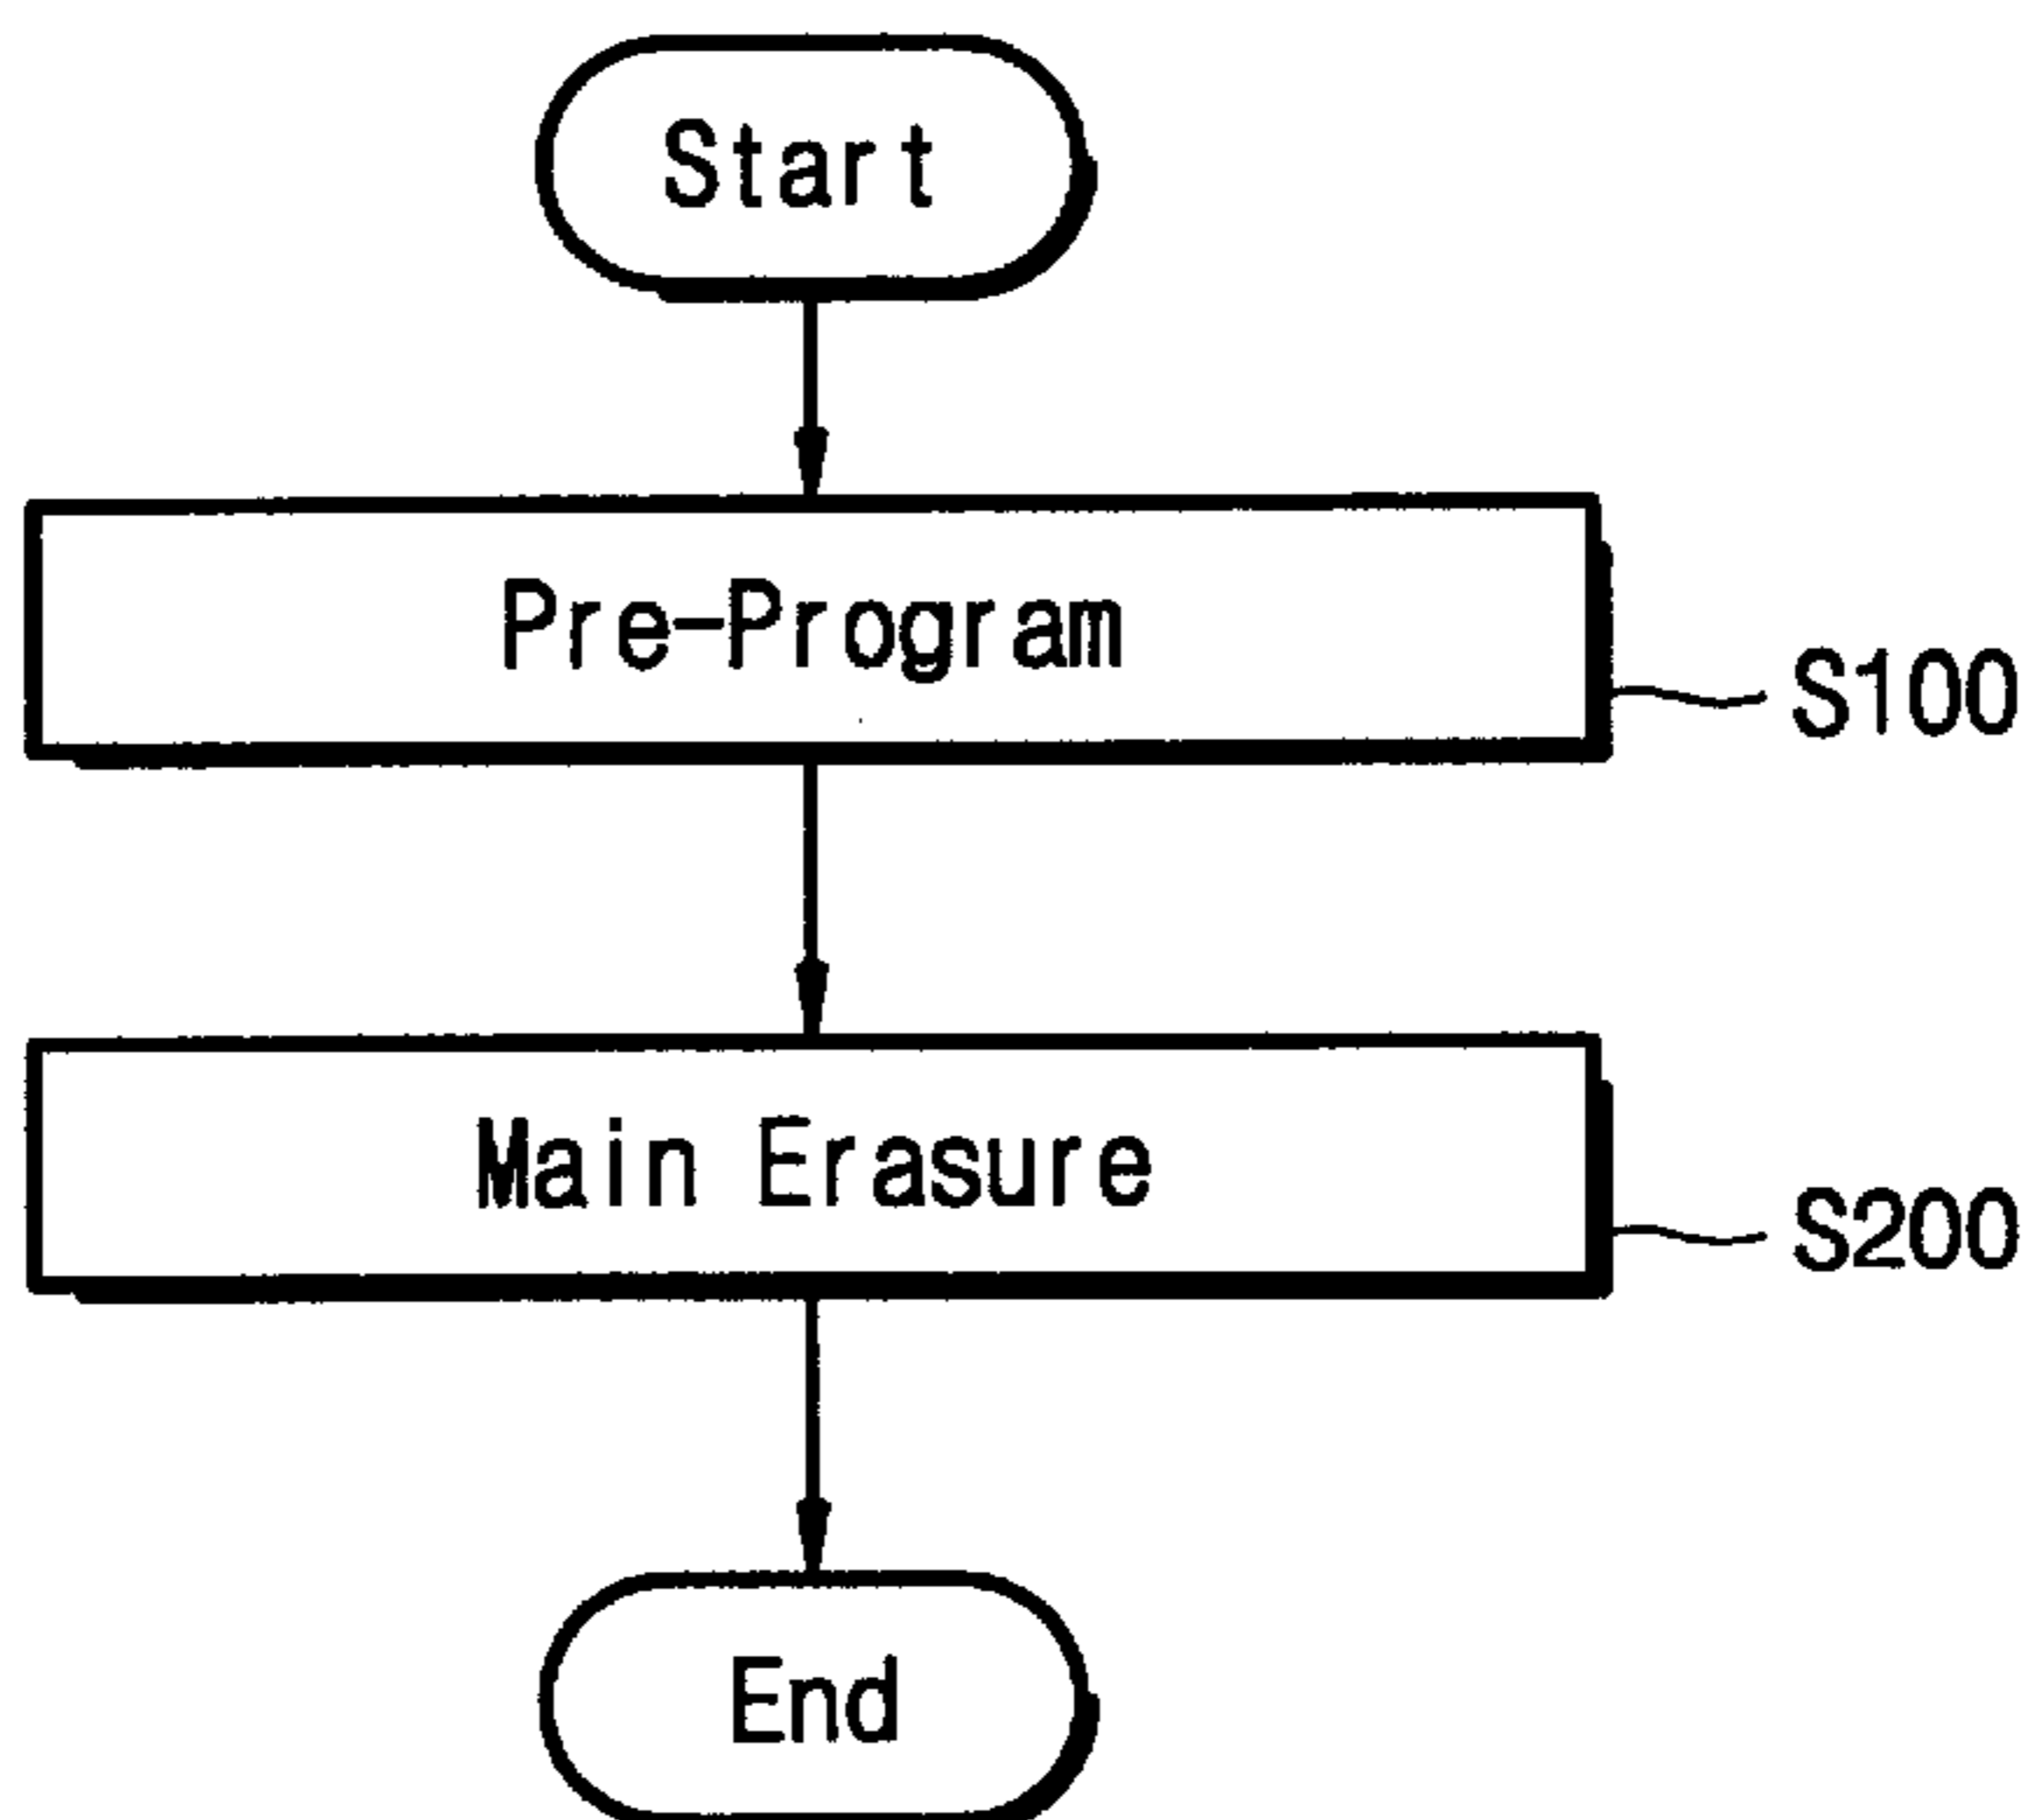 Start
Pre-Program
S100
Main Erasure
S200
End